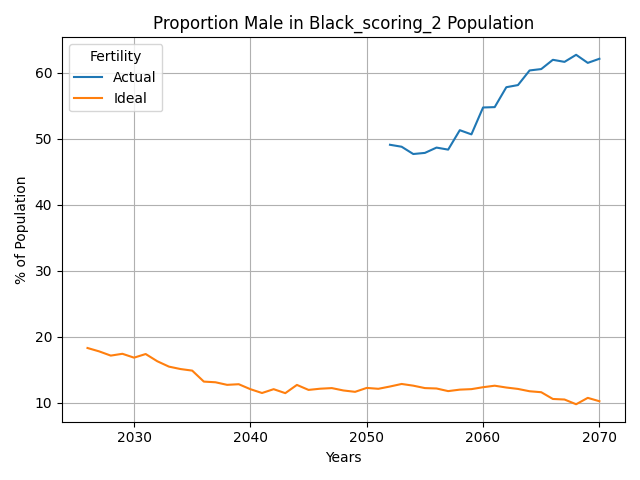 Proportion Male in Black_scoring_2 Population
Fertility
Actual
Ideal
% of Population
60
50
40
30
20
10
2030
2040
2050
2060
2070
Years